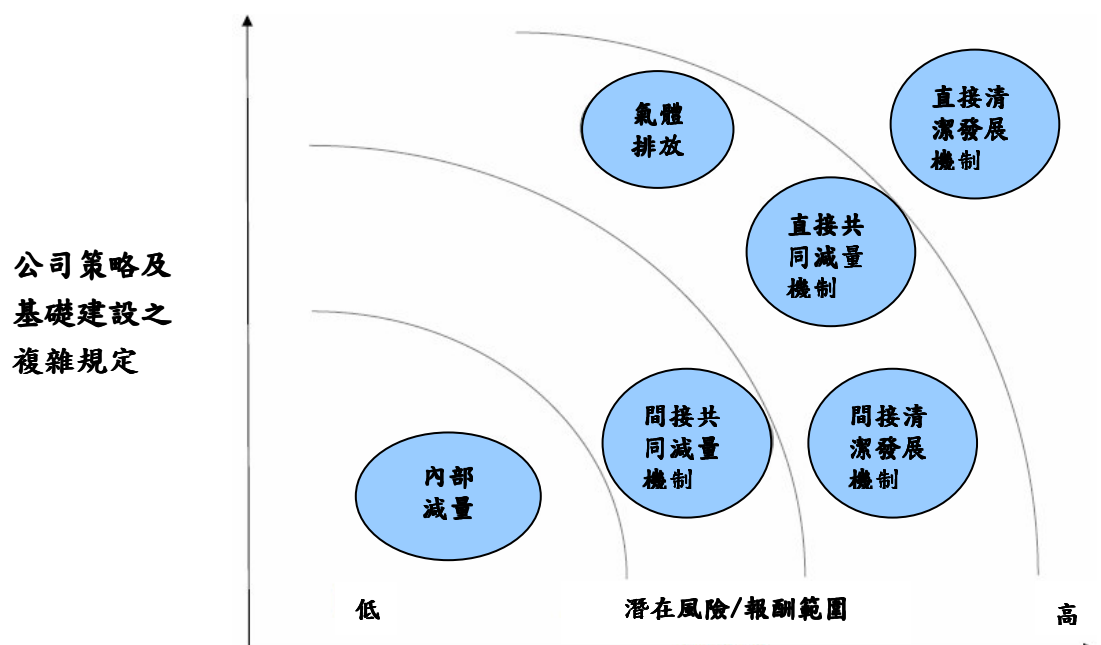 氣體
排放
直接清
潔發展
機制
直接共
同減量
機制
公司策略及
基礎建設之
複雜規定
間接共
同減量
機制
間接清
潔發展
機制
內部
減量
低
潛在風險/報酬範圍
高